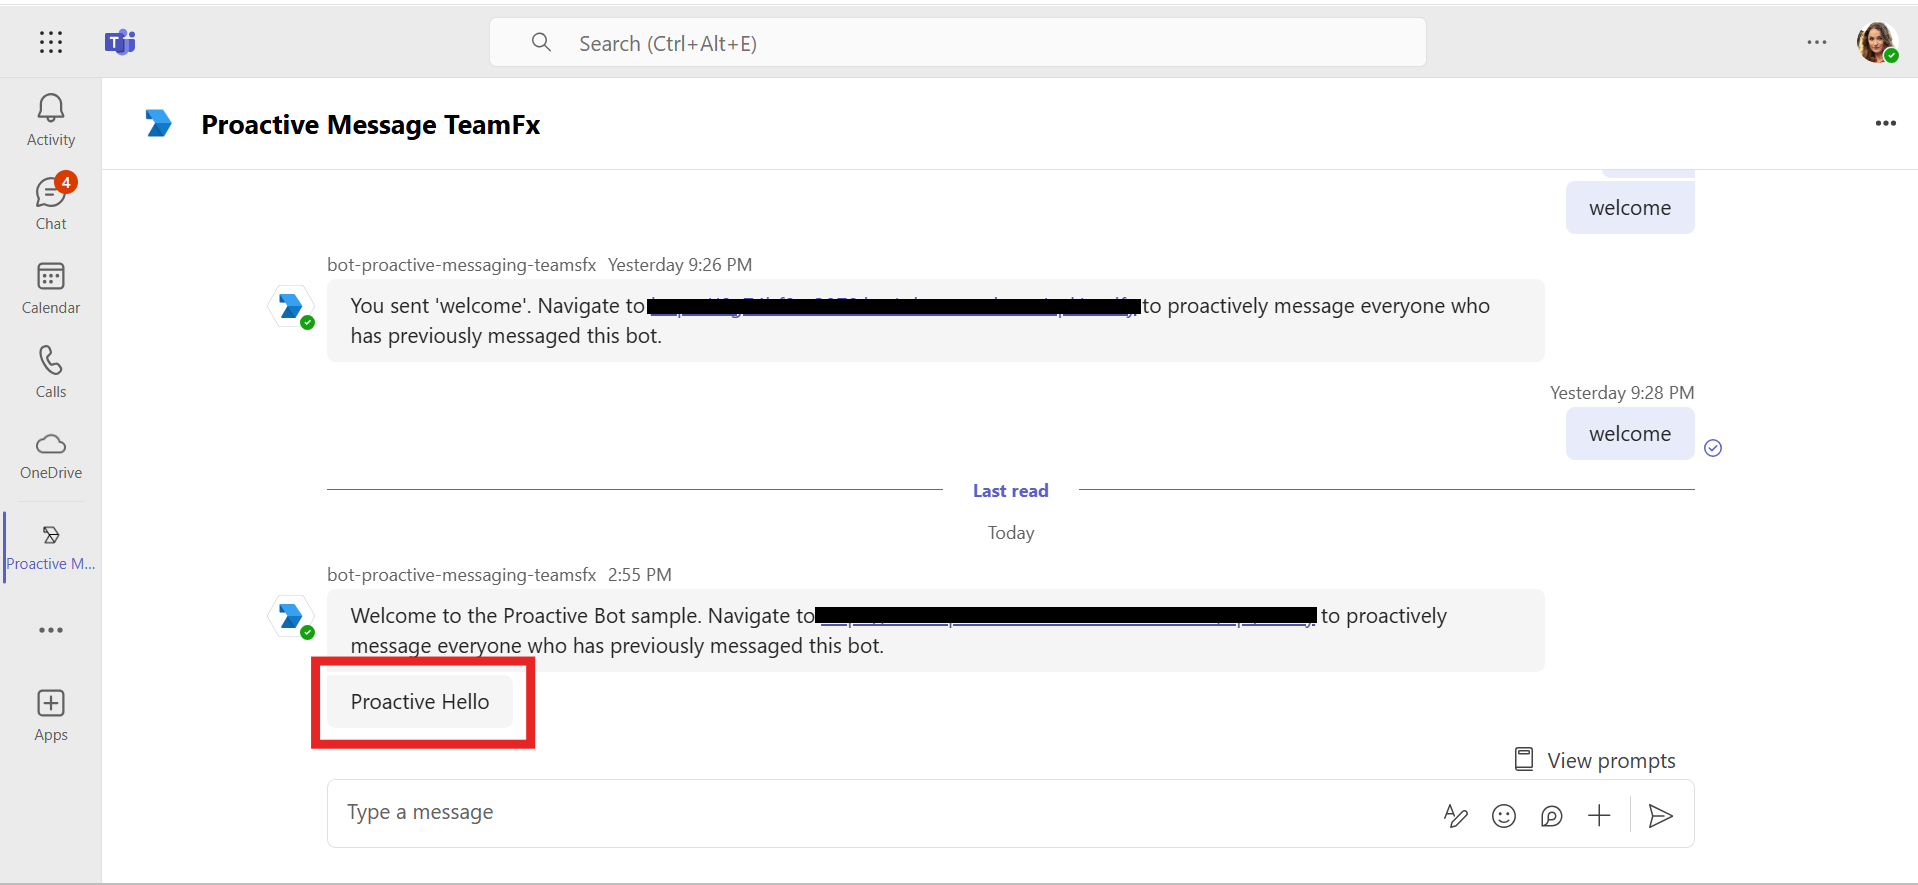 Search (Ctrl+Alt+E)
Activity
4
Chat
Calendar
Calls
OneDrive
Proactive M...
Apps
Proactive Message TeamFx
welcome
bot-proactive-messaging-teamsfx Yesterday 9:26 PM
You sent 'welcome'. Navigate to to proactively message everyone who
has previously messaged this bot.
Yesterday 9:28 PM
welcome
Last read
Today
bot-proactive-messaging-teamsfx 2:55 PM
Welcome to the Proactive Bot sample. Navigate to to proactively
message everyone who has previously messaged this bot.
Proactive Hello
View prompts
Type a message